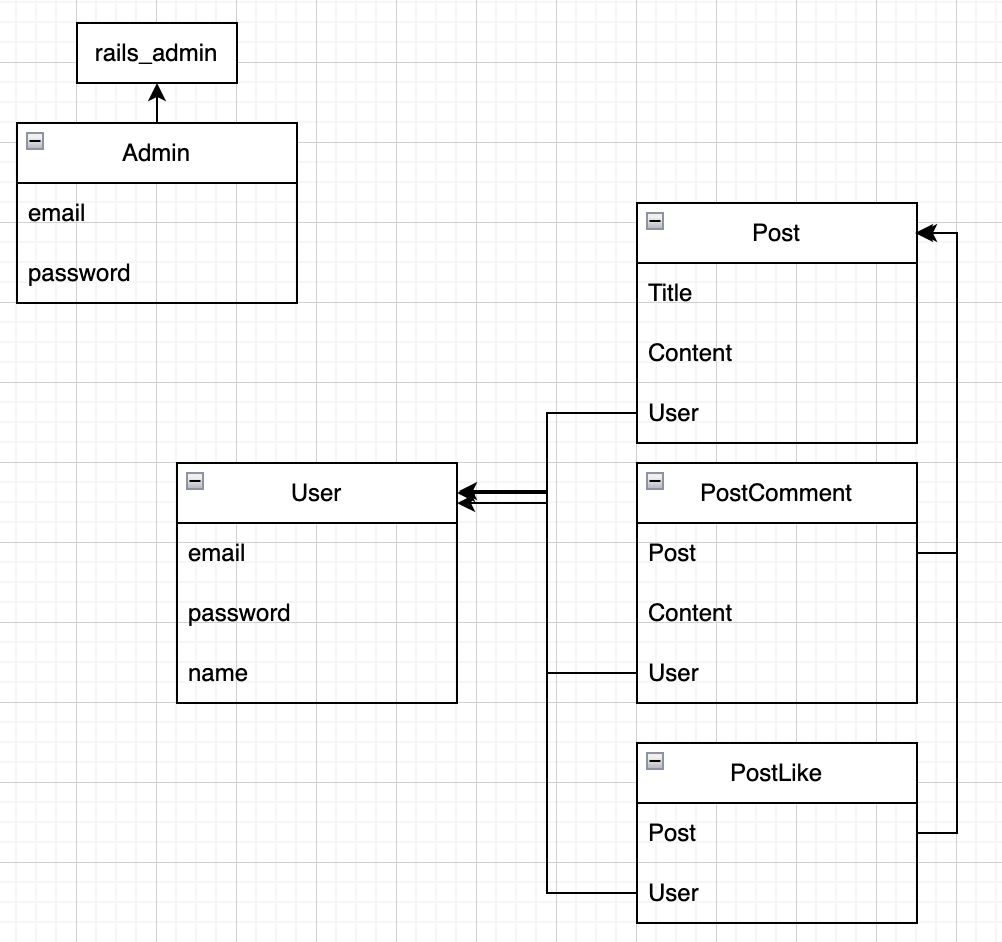 rails_admin
Admin
email
password
Post
Title
Content
User
User
email
password
name
PostComment
Post
Content
User
PostLike
Post
User